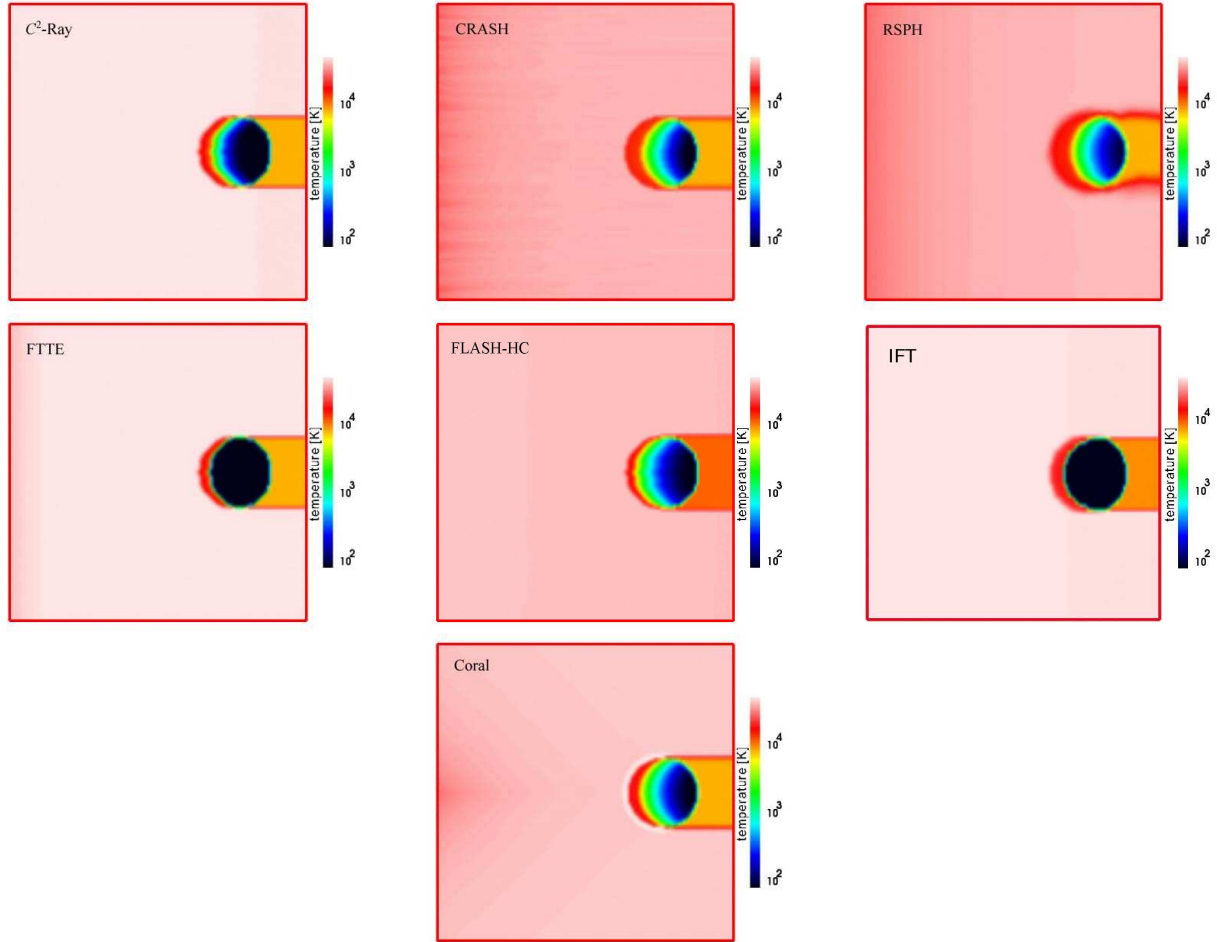 C²-Ray
10⁴
10³
10²
temperature [K]
CRASH
10⁴
10³
10²
temperature [K]
RSPH
10⁴
10³
10²
temperature [K]
FTTE
10⁴
10³
10²
temperature [K]
FLASH-HC
10⁴
10³
10²
temperature [K]
IFT
10⁴
10³
10²
temperature [K]
Coral
10⁴
10³
10²
temperature [K]